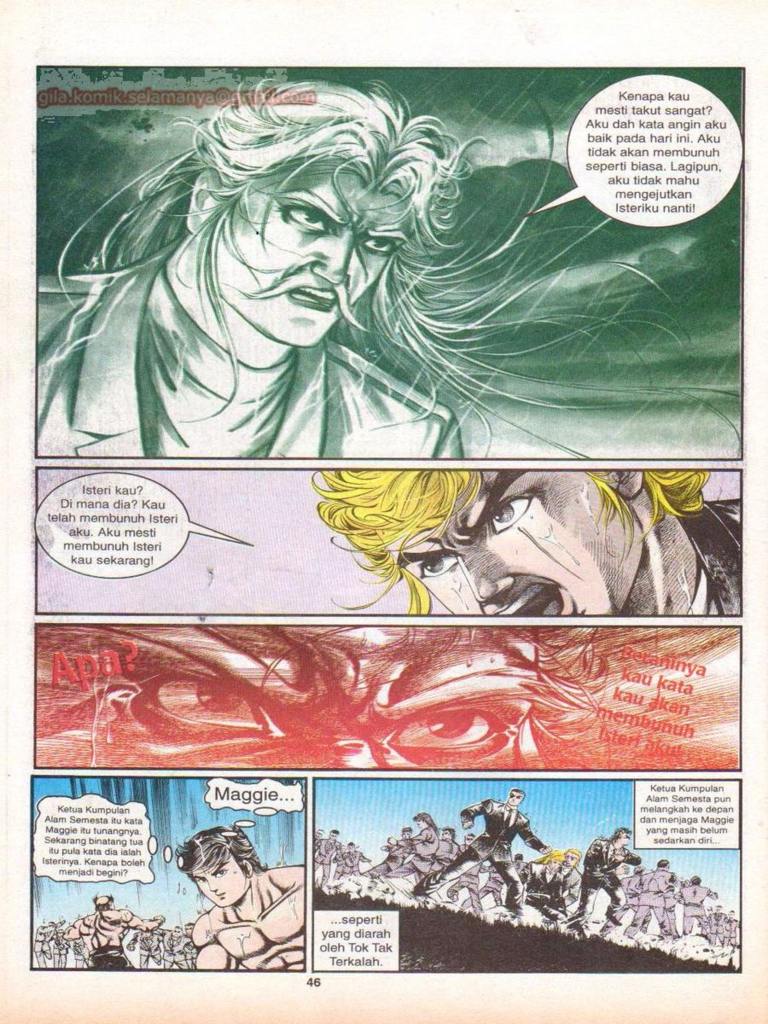 gila.komik.selamanya@gmail.com
Kenapa kau
mesti takut sangat?
Aku dah kata angin aku
baik pada hari ini. Aku
tidak akan membunuh
seperti biasa. Lagipun,
aku tidak mahu
mengejutkan
Isteriku nanti!
Isteri kau?
Di mana dia? Kau
telah membunuh Isteri
aku. Aku mesti
membunuh Isteri
kau sekarang!
Apa?
Beraninya
kau kata
kau akan
membunuh
Isteri aku!
Ketua Kumpulan
Alam Semesta itu kata
Maggie itu tunangnya.
Sekarang binatang tua
itu pula kata dia ialah
Isterinya. Kenapa boleh
menjadi begini?
Maggie...
Ketua Kumpulan
Alam Semesta pun
melangkah ke depan
dan menjaga Maggie
yang masih belum
sedarkan diri...
...seperti
yang diarah
oleh Tok Tak
Terkalah.
46